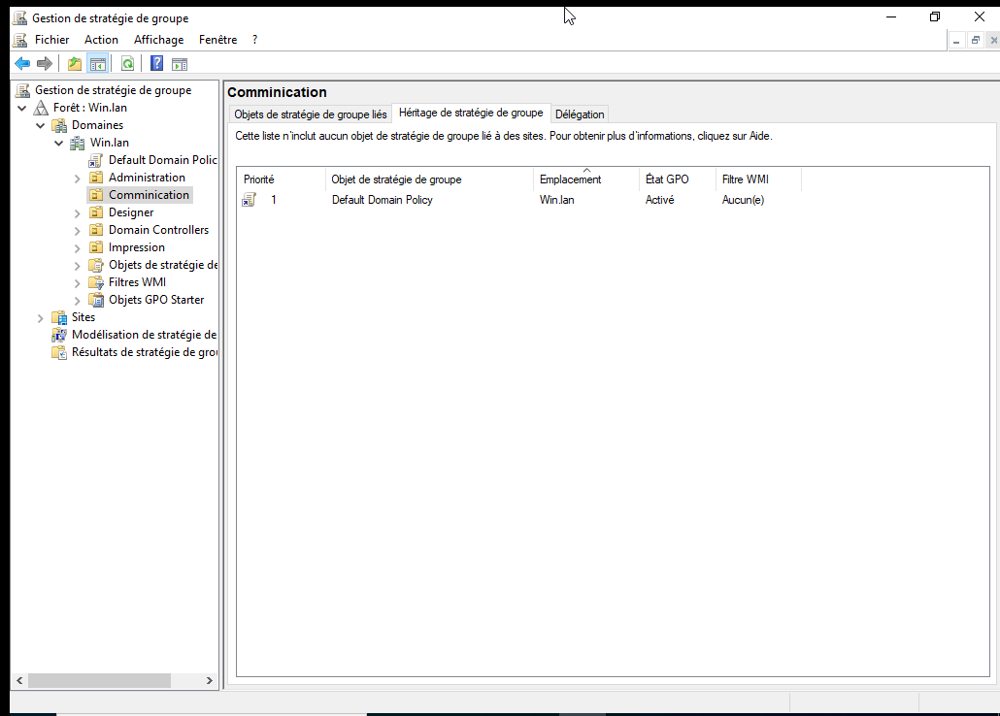 Gestion de stratégie de groupe
Fichier Action Affichage Fenêtre ?
Gestion de stratégie de groupe
Forêt : Win.lan
Domaines
Win.lan
Default Domain Polic
Administration
Comminication
Designer
Domain Controllers
Impression
Objets de stratégie de
Filtres WMI
Objets GPO Starter
Sites
Modélisation de stratégie de
Résultats de stratégie de grou
Comminication
Objets de stratégie de groupe liés Héritage de stratégie de groupe Délégation
Cette liste n'inclut aucun objet de stratégie de groupe lié à des sites. Pour obtenir plus d'informations, cliquez sur Aide.
Priorité Objet de stratégie de groupe Emplacement État GPO Filtre WMI
1 Default Domain Policy Win.lan Activé Aucun(e)